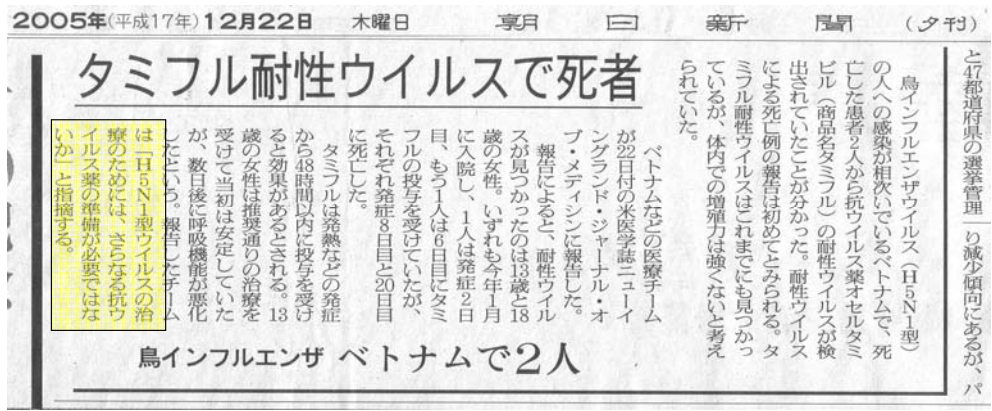 2005年(平成17年)12月22日 木曜日 朝日新聞 (夕刊)
と47都道府県の選挙管理
り減少傾向にあるが、パ
タミフル耐性ウイルスで死者
鳥インフルエンザ ベトナムで2人
鳥インフルエンザウイルス(H5N1型)
の人への感染が相次いでいるベトナムで、死
亡した患者2人から抗ウイルス薬オセルタミ
ビル(商品名タミフル)の耐性ウイルスが検
出されていたことが分かった。耐性ウイルス
による死亡例の報告は初めてとみられる。タ
ミフル耐性ウイルスはこれまでにも見つかっ
ているが、体内での増殖力は強くないと考え
られていた。
ベトナムなどの医療チーム
が22日付の米医学誌ニューイ
ングランド・ジャーナル・オ
ブ・メディシンに報告した。
報告によると、耐性ウイル
スが見つかったのは13歳と18
歳の女性。いずれも今年1月
に入院し、1人は発症2日
目、もう1人は6日目にタミ
フルの投与を受けていたが、
それぞれ発症8日目と20日目
に死亡した。
タミフルは発熱などの発症
から48時間以内に投与を受け
ると効果があるとされる。13
歳の女性は推奨通りの治療を
受けて当初は安定していた
が、数日後に呼吸機能が悪化
したという。報告したチーム
は「H5N1型ウイルスの治
療のためには、さらなる抗ウ
イルス薬の準備が必要ではな
いか」と指摘する。